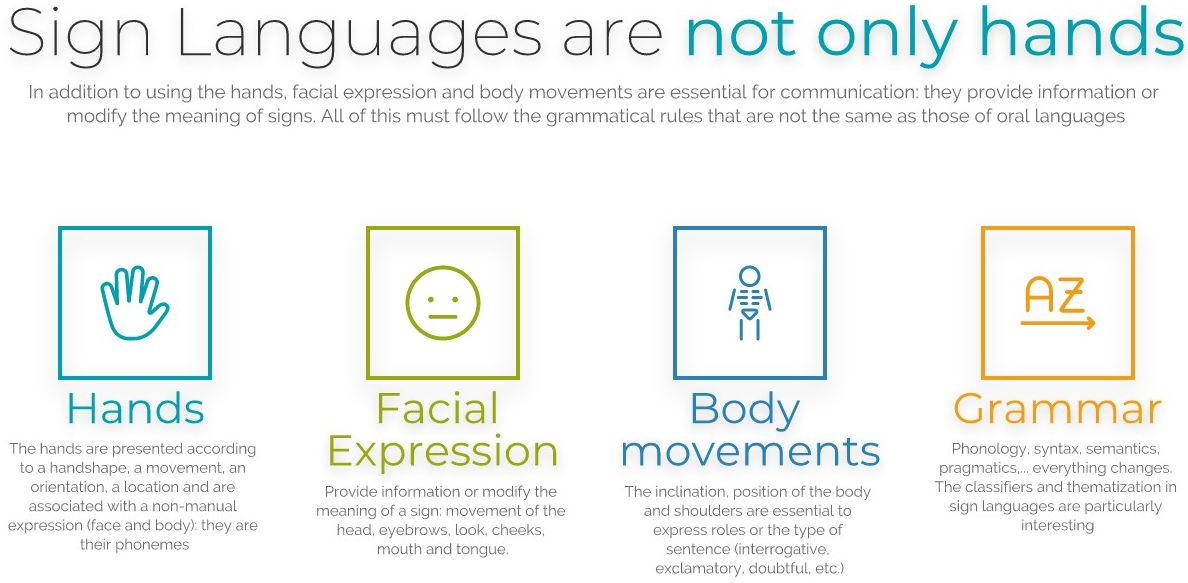 Sign Languages are not only hands
In addition to using the hands, facial expression and body movements are essential for communication: they provide information or
modify the meaning of signs. All of this must follow the grammatical rules that are not the same as those of oral languages
Hands
The hands are presented according
to a handshape, a movement, an
orientation, a location and are
associated with a non-manual
expression (face and body): they are
their phonemes
Facial
Expression
Provide information or modify the
meaning of a sign: movement of the
head, eyebrows, look, cheeks,
mouth and tongue.
Body
movements
The inclination, position of the body
and shoulders are essential to
express roles or the type of
sentence (interrogative,
exclamatory, doubtful, etc.)
AZ
Grammar
Phonology, syntax, semantics,
pragmatics,... everything changes.
The classifiers and thematization in
sign languages are particularly
interesting